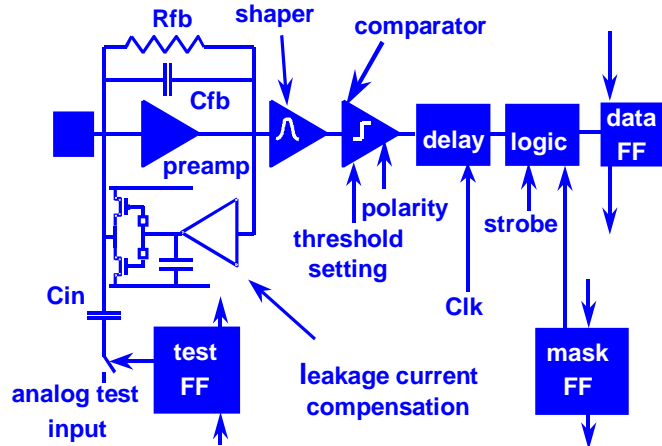 shaper
Rfb
comparator
Cfb
preamp
delay
logic
data
FF
polarity
threshold
setting
strobe
Cin
Clk
test
FF
mask
FF
leakage current
compensation
analog test
input